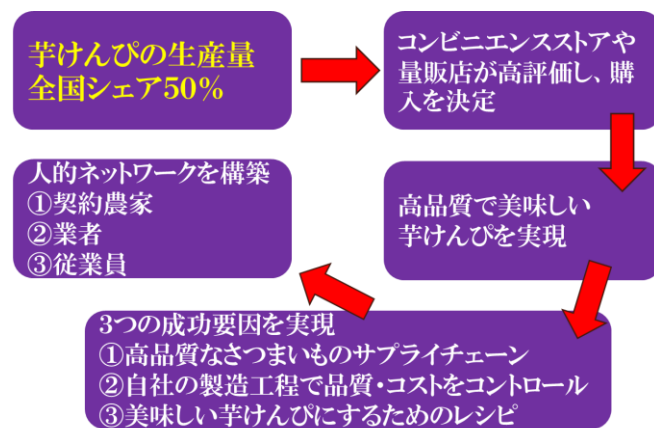 芋けんぴの生産量
全国シェア50%
コンビニエンスストアや
量販店が高評価し、購
入を決定
高品質で美味しい
芋けんぴを実現
3つの成功要因を実現
①高品質なさつまいものサプライチェーン
②自社の製造工程で品質・コストをコントロール
③美味しい芋けんぴにするためのレシピ
人的ネットワークを構築
①契約農家
②業者
③従業員